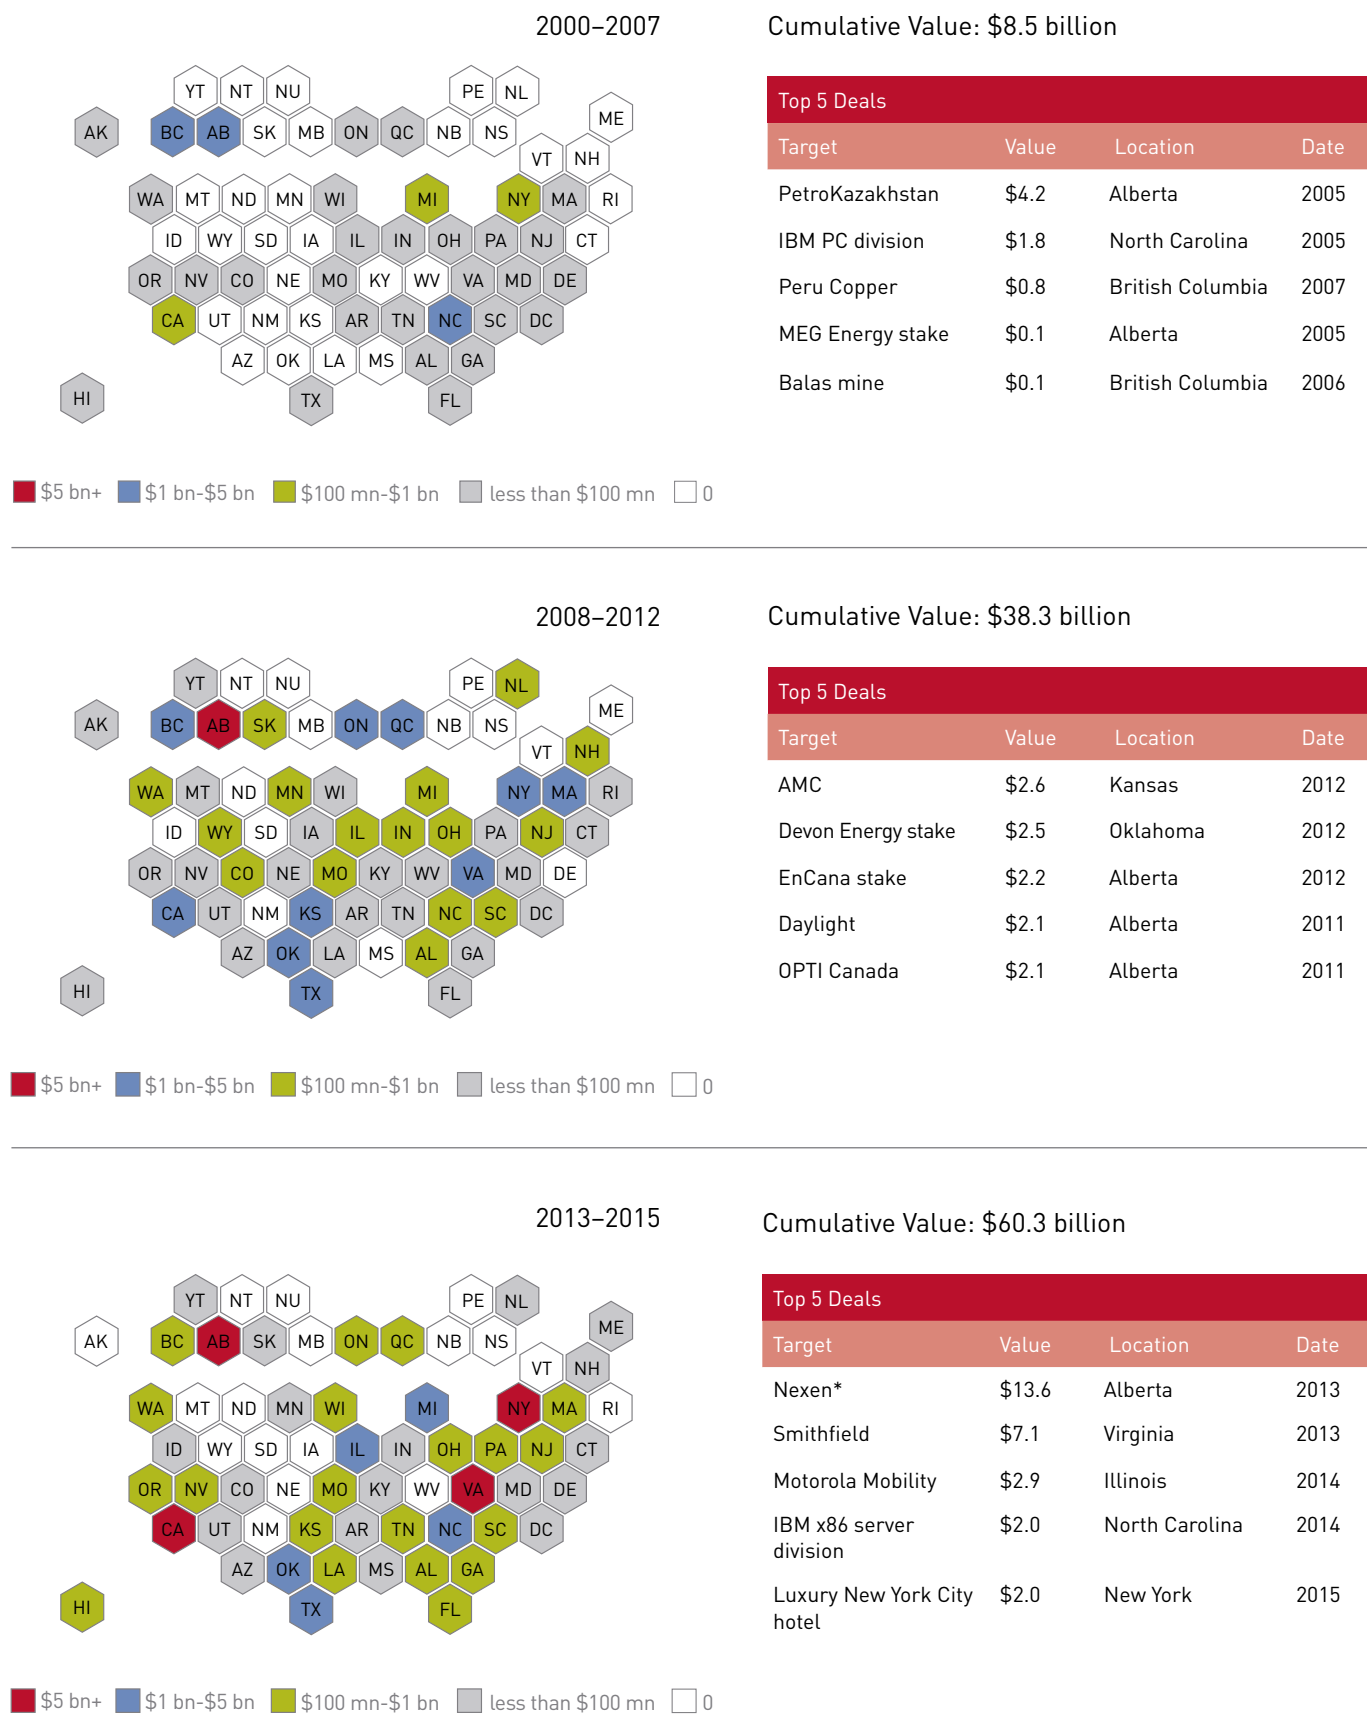 2000–2007
Cumulative Value: $8.5 billion
YT NT NU PE NL
AK BC AB SK MB ON QC NB NS ME
VT NH
WA MT ND MN WI MI NY MA RI
ID WY SD IA IL IN OH PA NJ CT
OR NV CO NE MO KY WV VA MD DE
CA UT NM KS AR TN NC SC DC
AZ OK LA MS AL GA
HI TX FL
$5 bn+ $1 bn-$5 bn $100 mn-$1 bn less than $100 mn 0
Top 5 Deals
Target Value Location Date
PetroKazakhstan $4.2 Alberta 2005
IBM PC division $1.8 North Carolina 2005
Peru Copper $0.8 British Columbia 2007
MEG Energy stake $0.1 Alberta 2005
Balas mine $0.1 British Columbia 2006
2008–2012
Cumulative Value: $38.3 billion
YT NT NU PE NL
AK BC AB SK MB ON QC NB NS ME
VT NH
WA MT ND MN WI MI NY MA RI
ID WY SD IA IL IN OH PA NJ CT
OR NV CO NE MO KY WV VA MD DE
CA UT NM KS AR TN NC SC DC
AZ OK LA MS AL GA
HI TX FL
$5 bn+ $1 bn-$5 bn $100 mn-$1 bn less than $100 mn 0
Top 5 Deals
Target Value Location Date
AMC $2.6 Kansas 2012
Devon Energy stake $2.5 Oklahoma 2012
EnCana stake $2.2 Alberta 2012
Daylight $2.1 Alberta 2011
OPTI Canada $2.1 Alberta 2011
2013–2015
Cumulative Value: $60.3 billion
YT NT NU PE NL
AK BC AB SK MB ON QC NB NS ME
VT NH
WA MT ND MN WI MI NY MA RI
ID WY SD IA IL IN OH PA NJ CT
OR NV CO NE MO KY WV VA MD DE
CA UT NM KS AR TN NC SC DC
AZ OK LA MS AL GA
HI TX FL
$5 bn+ $1 bn-$5 bn $100 mn-$1 bn less than $100 mn 0
Top 5 Deals
Target Value Location Date
Nexen* $13.6 Alberta 2013
Smithfield $7.1 Virginia 2013
Motorola Mobility $2.9 Illinois 2014
IBM x86 server $2.0 North Carolina 2014
division
Luxury New York City $2.0 New York 2015
hotel